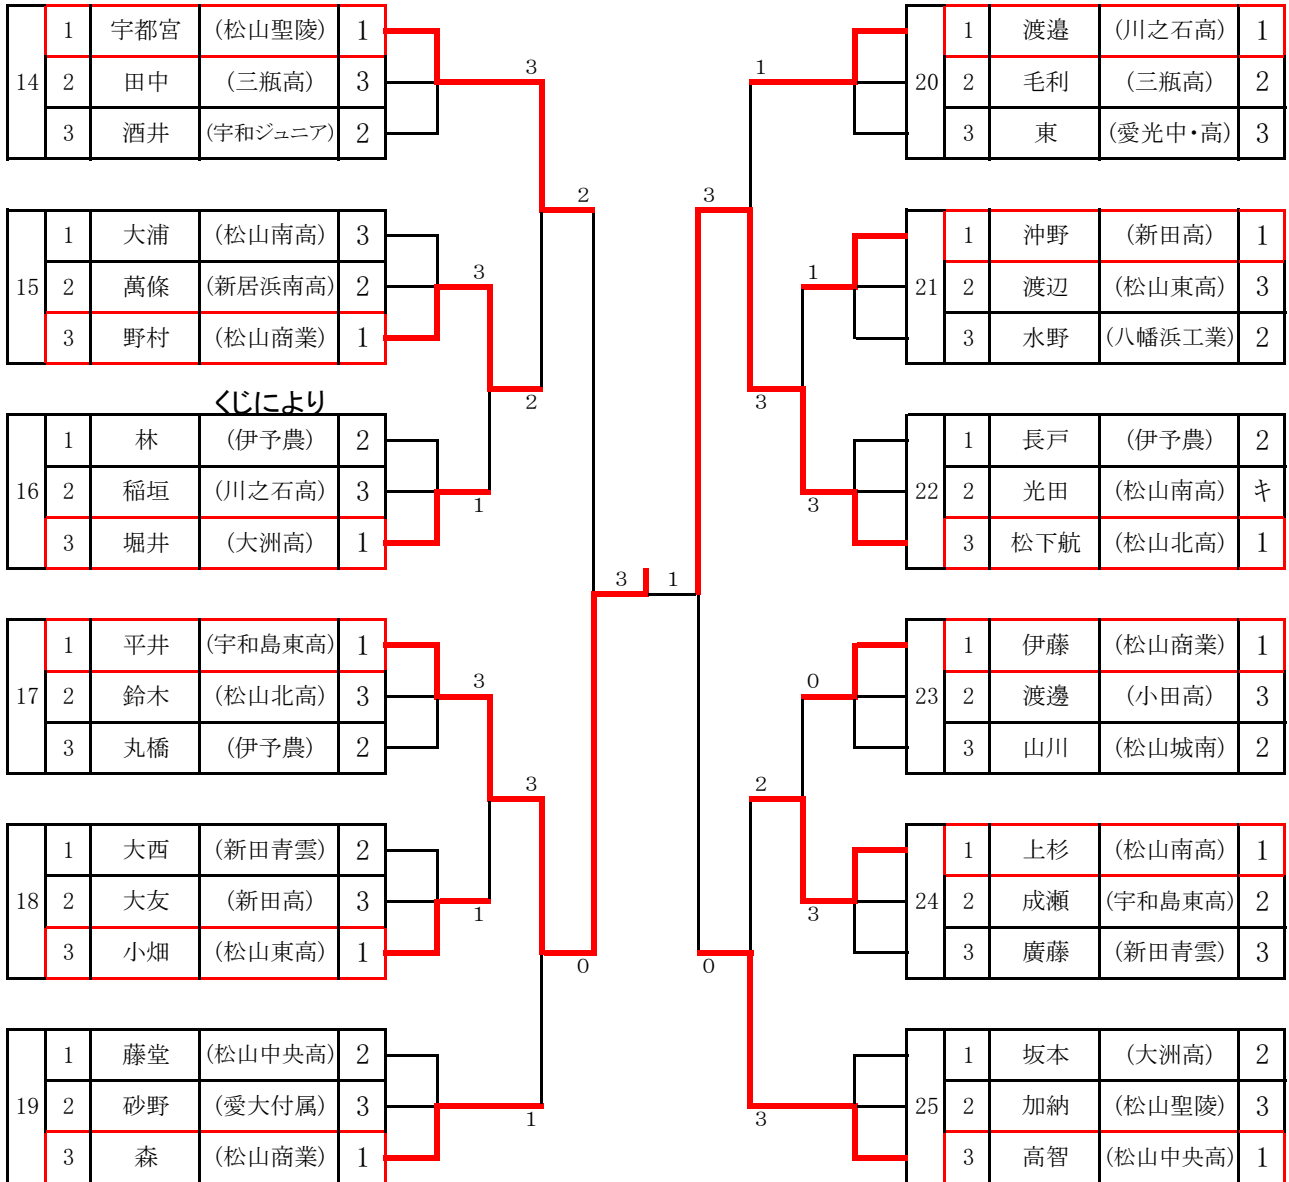 14
1 宇都宮 (松山聖陵) 1
2 田中 (三瓶高) 3
3 酒井 (宇和ジュニア) 2
3
2
15
1 大浦 (松山南高) 3
2 萬條 (新居浜南高) 2
3 野村 (松山商業) 1
3
2
くじにより
16
1 林 (伊予農) 2
2 稲垣 (川之石高) 3
3 堀井 (大洲高) 1
1
17
1 平井 (宇和島東高) 1
2 鈴木 (松山北高) 3
3 丸橋 (伊予農) 2
3
3
18
1 大西 (新田青雲) 2
2 大友 (新田高) 3
3 小畑 (松山東高) 1
1
0
19
1 藤堂 (松山中央高) 2
2 砂野 (愛大付属) 3
3 森 (松山商業) 1
1
3 1
20
1 渡邉 (川之石高) 1
2 毛利 (三瓶高) 2
3 東 (愛光中・高) 3
1
3
21
1 沖野 (新田高) 1
2 渡辺 (松山東高) 3
3 水野 (八幡浜工業) 2
1
3
22
1 長戸 (伊予農) 2
2 光田 (松山南高) キ
3 松下航 (松山北高) 1
3
23
1 伊藤 (松山商業) 1
2 渡邊 (小田高) 3
3 山川 (松山城南) 2
0
2
24
1 上杉 (松山南高) 1
2 成瀬 (宇和島東高) 2
3 廣藤 (新田青雲) 3
3
0
25
1 坂本 (大洲高) 2
2 加納 (松山聖陵) 3
3 高智 (松山中央高) 1
3